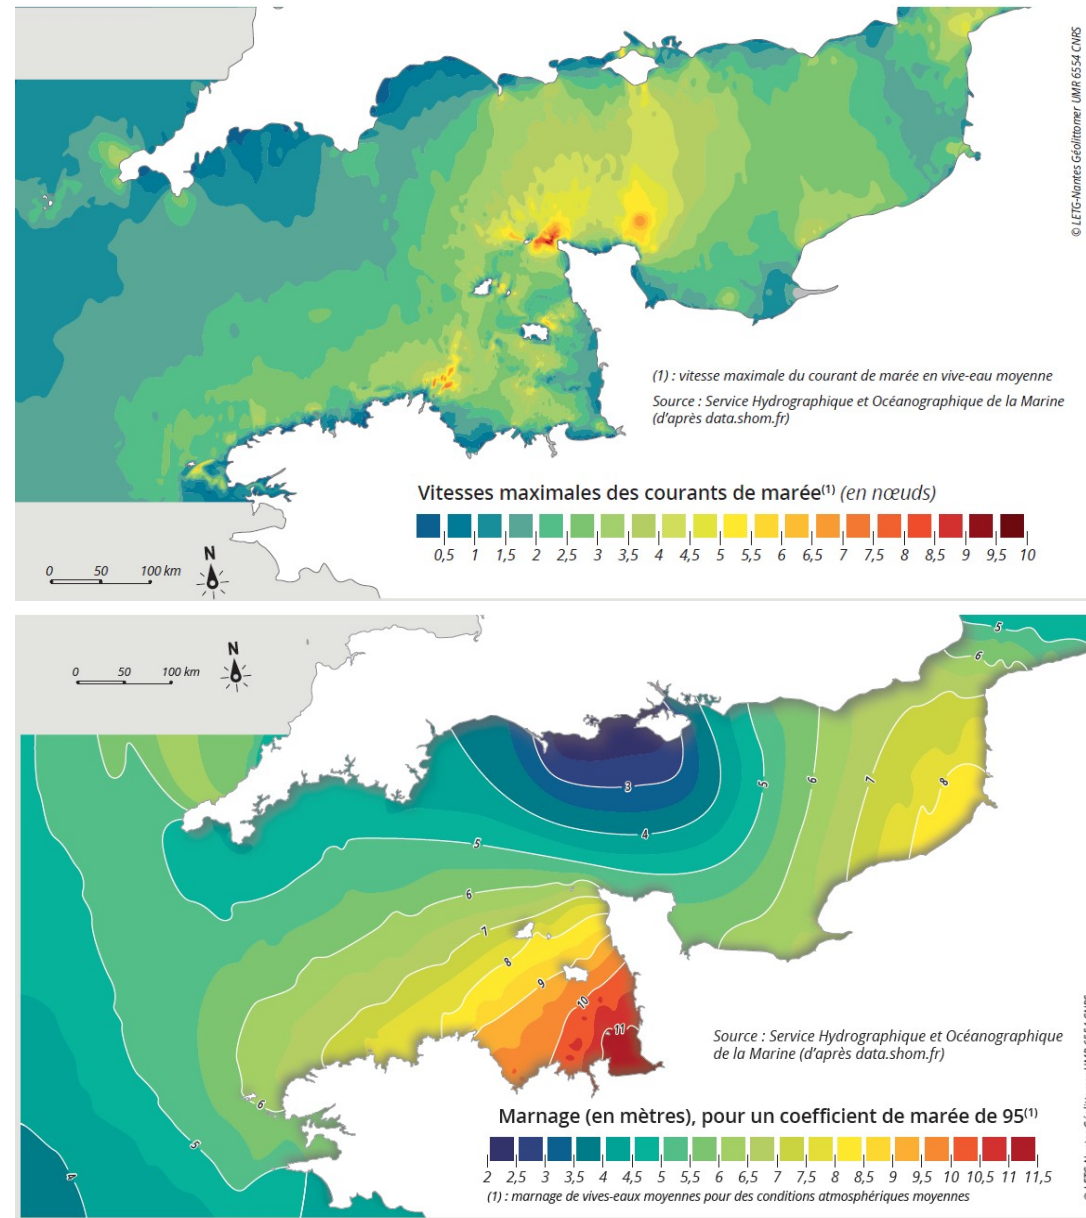 © LETG-Nantes Géolittomer UMR 6554 CNRS
(1) : vitesse maximale du courant de marée en vive-eau moyenne
Source : Service Hydrographique et Océanographique de la Marine
(d'après data.shom.fr)
Vitesses maximales des courants de marée(1) (en nœuds)
0,5 1 1,5 2 2,5 3 3,5 4 4,5 5 5,5 6 6,5 7 7,5 8 8,5 9 9,5 10
N
0 50 100 km
N
0 50 100 km
5
6
3
4
5
6
7
8
5
6
7
8
9
10
11
6
5
4
Source : Service Hydrographique et Océanographique
de la Marine (d'après data.shom.fr)
Marnage (en mètres), pour un coefficient de marée de 95(1)
2 2,5 3 3,5 4 4,5 5 5,5 6 6,5 7 7,5 8 8,5 9 9,5 10 10,5 11 11,5
(1) : marnage de vives-eaux moyennes pour des conditions atmosphériques moyennes